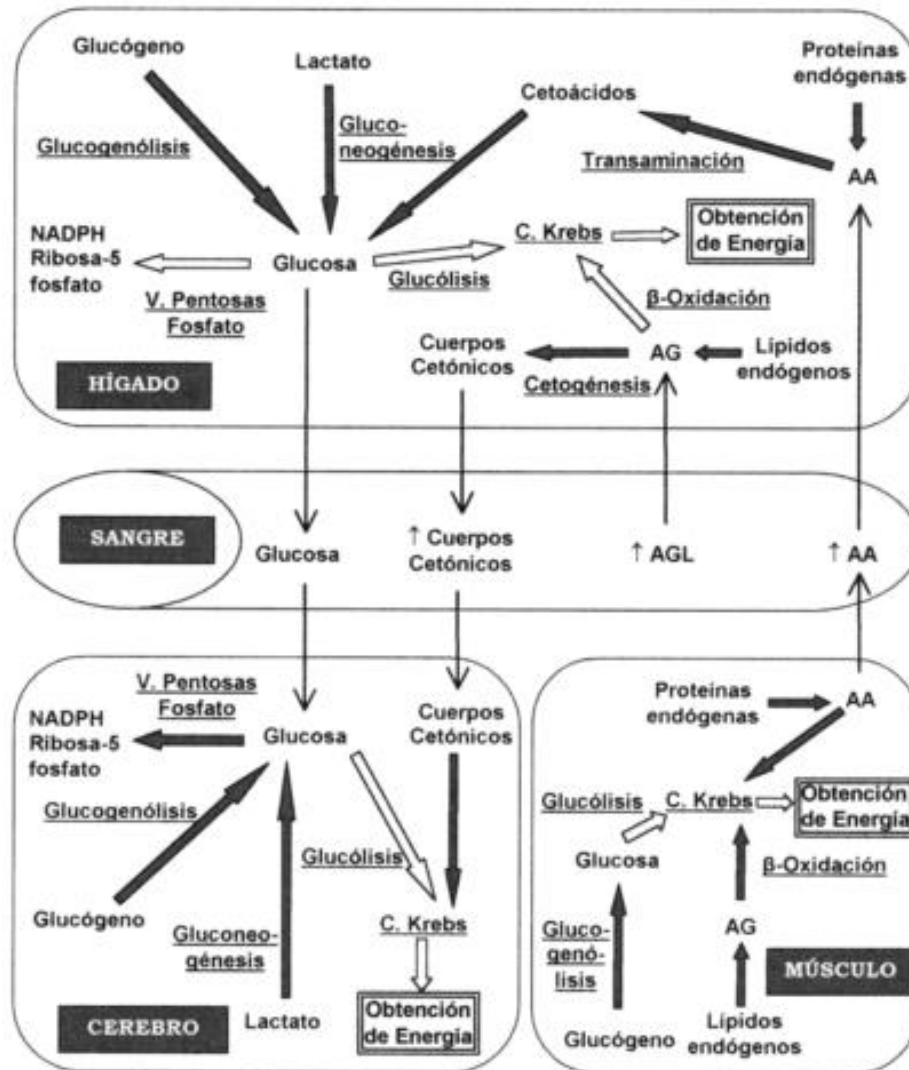 Glucógeno
Lactato
Proteínas
endógenas
Cetoácidos
Gluco-
neogénesis
Glucogenólisis
Transaminación
AA
NADPH
Ribosa-5
fosfato
Glucosa
C. Krebs
Obtención
de Energía
Glucólisis
V. Pentosas
Fosfato
β-Oxidación
Cuerpos
Cetónicos
AG
Lípidos
endógenos
Cetogénesis
HÍGADO
SANGRE
Glucosa
↑ Cuerpos
Cetónicos
↑ AGL
↑ AA
V. Pentosas
Fosfato
NADPH
Ribosa-5
fosfato
Glucosa
Cuerpos
Cetónicos
Glucogenólisis
Glucólisis
Glucógeno
Gluconeo-
génesis
C. Krebs
Lactato
Obtención
de Energía
CEREBRO
Proteínas
endógenas
AA
Glucólisis
C. Krebs
Obtención
de Energía
Glucosa
β-Oxidación
Gluco-
genó-
lisis
AG
MÚSCULO
Glucógeno
Lípidos
endógenos